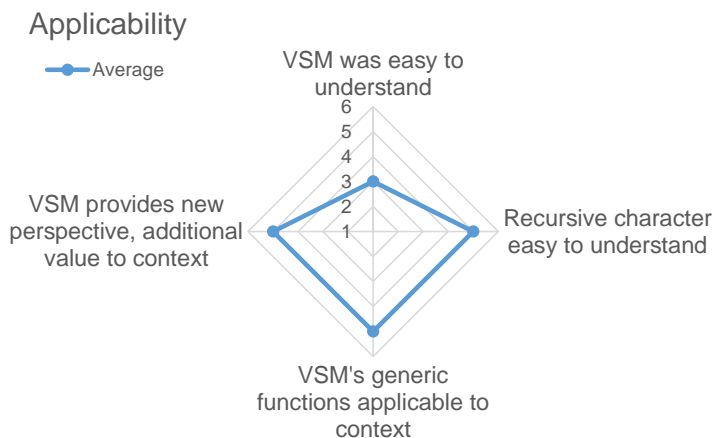 Applicability
Average
VSM was easy to
understand
6
5
4
3
2
1
VSM provides new
perspective, additional
value to context
Recursive character
easy to understand
VSM's generic
functions applicable to
context